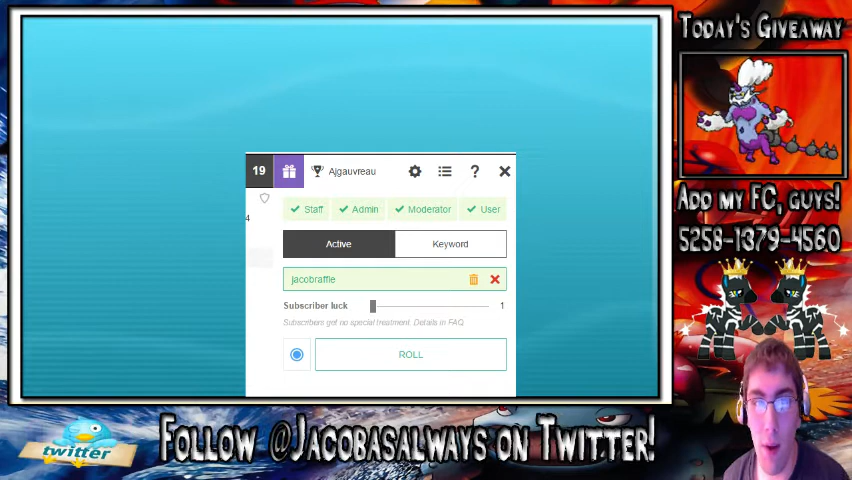 Today's Giveaway
19
Ajgauvreau
?
4
Staff
Admin
Moderator
User
Active
Keyword
jacobraffle
Subscriber luck
1
Subscribers get no special treatment. Details in FAQ
ROLL
Add my FC, guys!
5258-1379-4560
twitter
Follow @Jacobasalways on Twitter!